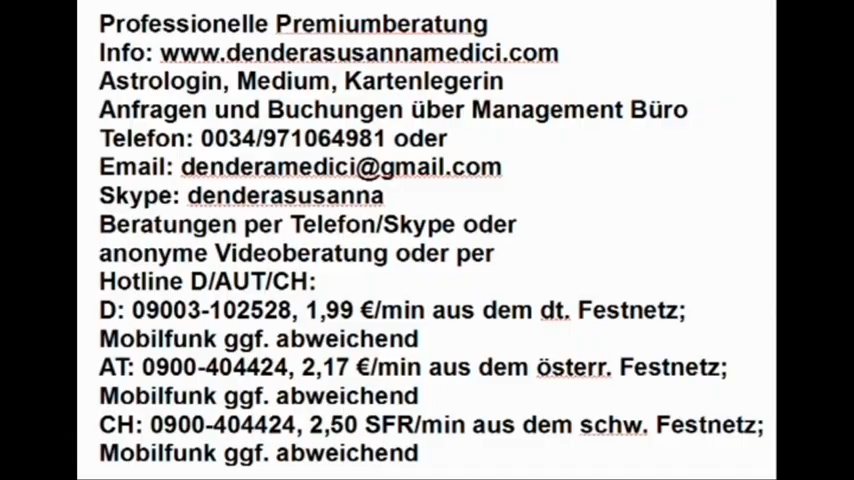 Professionelle Premiumberatung
Info: www.denderasusannamedici.com
Astrologin, Medium, Kartenlegerin
Anfragen und Buchungen über Management Büro
Telefon: 0034/971064981 oder
Email: denderamedici@gmail.com
Skype: denderasusanna
Beratungen per Telefon/Skype oder
anonyme Videoberatung oder per
Hotline D/AUT/CH:
D: 09003-102528, 1,99 €/min aus dem dt. Festnetz;
Mobilfunk ggf. abweichend
AT: 0900-404424, 2,17 €/min aus dem österr. Festnetz;
Mobilfunk ggf. abweichend
CH: 0900-404424, 2,50 SFR/min aus dem schw. Festnetz;
Mobilfunk ggf. abweichend